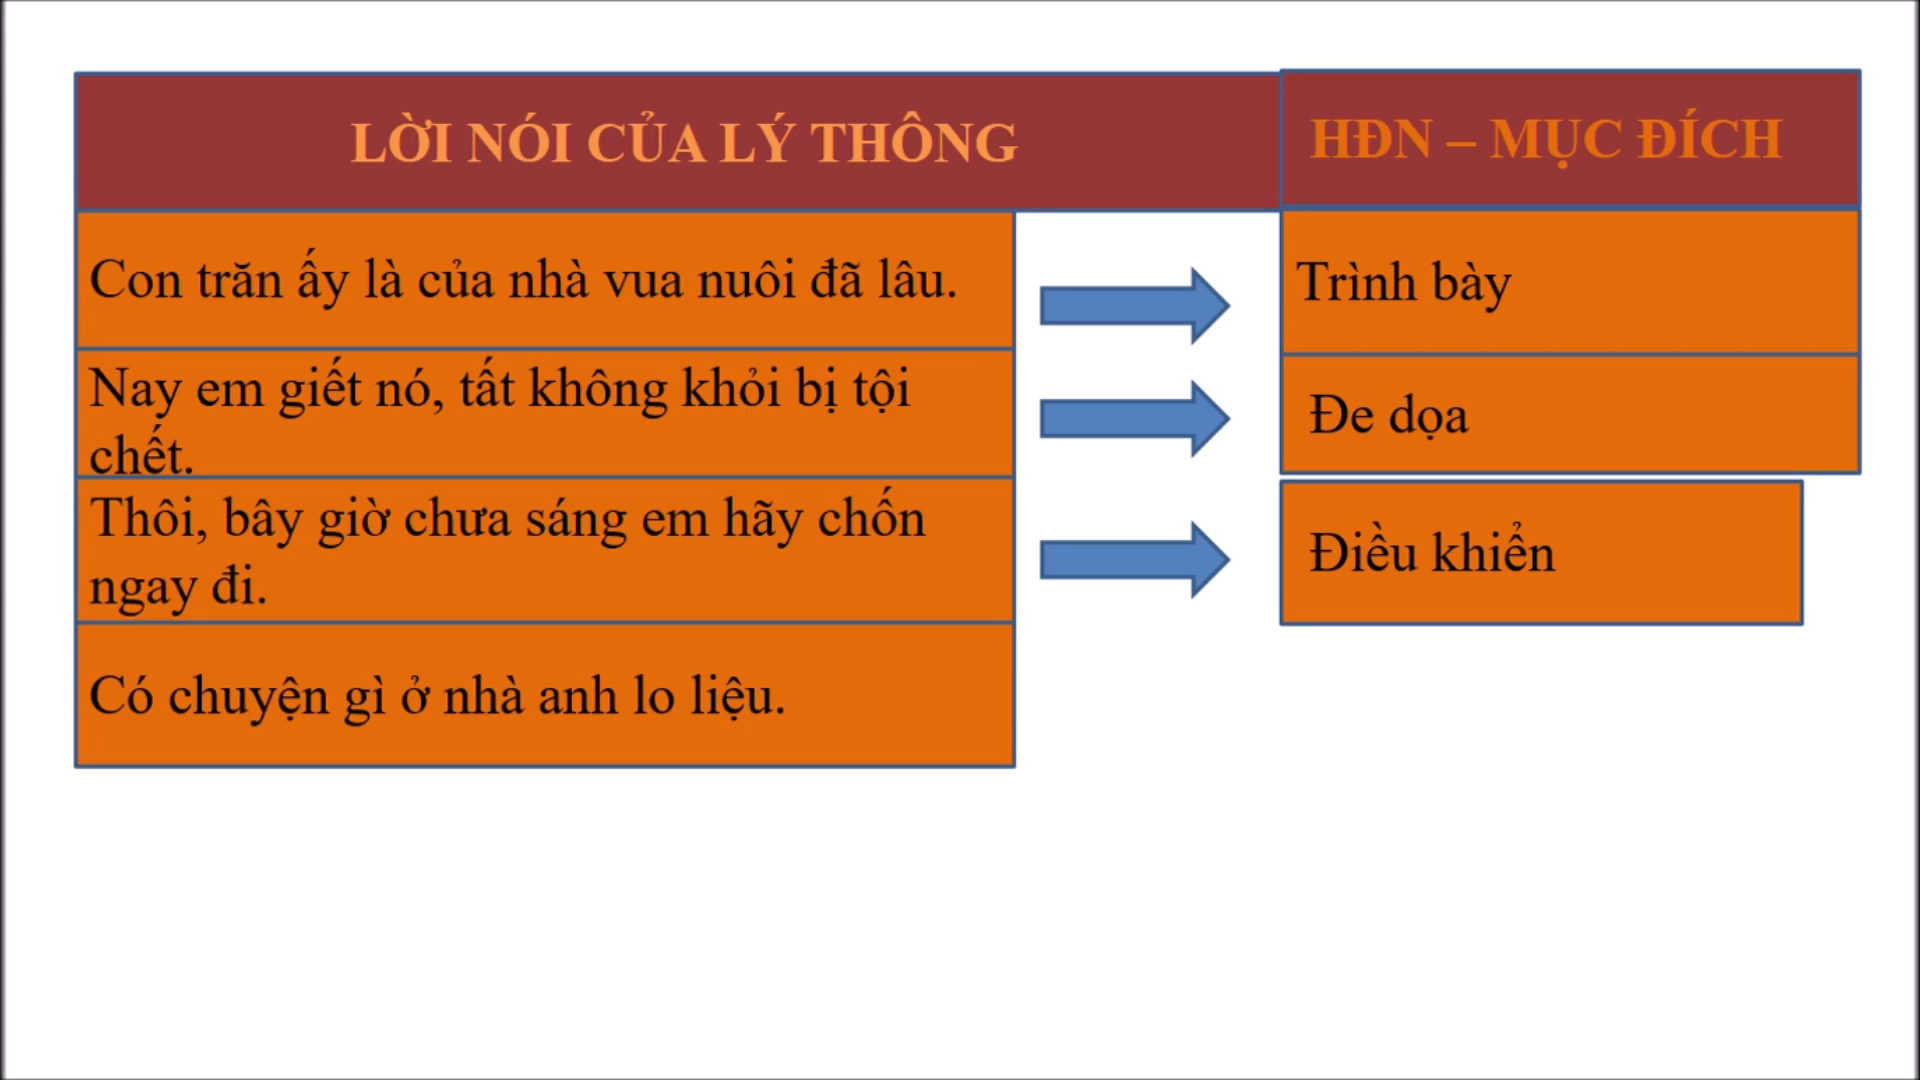 LỜI NÓI CỦA LÝ THÔNG
HĐN – MỤC ĐÍCH
Con trăn ấy là của nhà vua nuôi đã lâu.
Trình bày
Nay em giết nó, tất không khỏi bị tội
chết.
Đe dọa
Thôi, bây giờ chưa sáng em hãy chốn
ngay đi.
Điều khiển
Có chuyện gì ở nhà anh lo liệu.